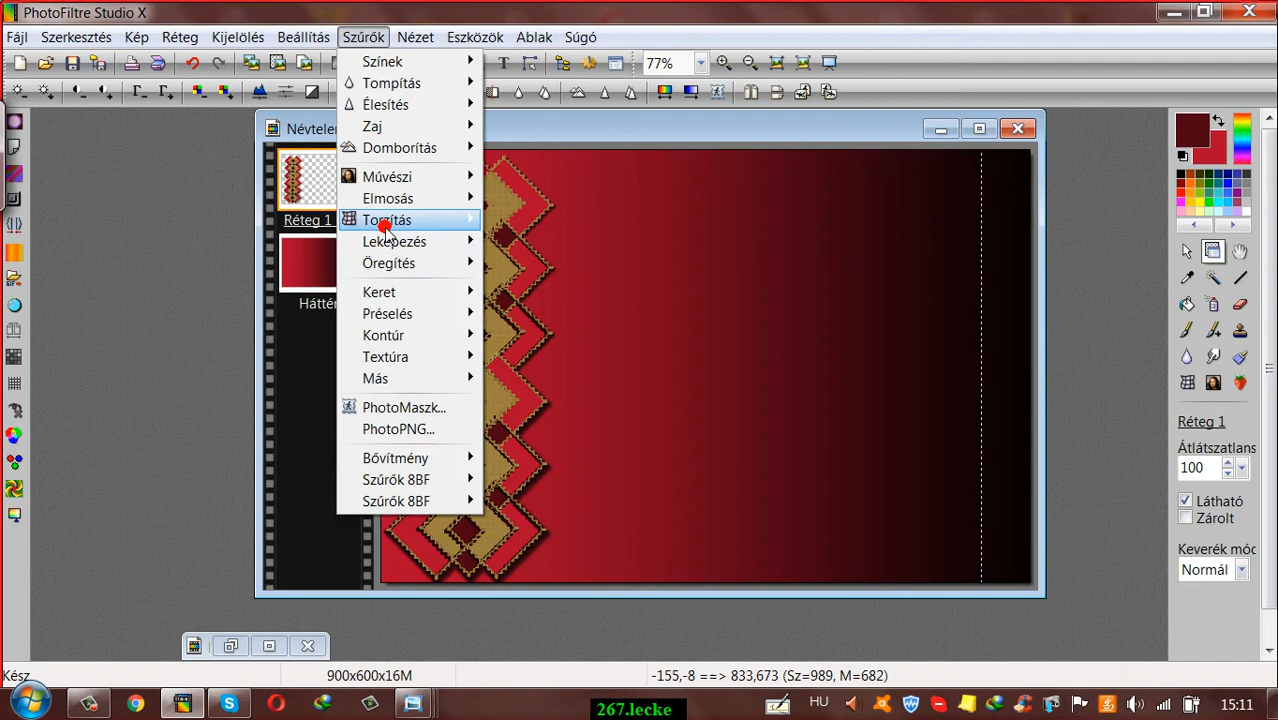 PhotoFiltre Studio X
Fájl Szerkesztés Kép Réteg Kijelölés Beállítás Szűrők Nézet Eszközök Ablak Súgó
77%
Színek
Tompítás
Élesítés
Zaj
Domborítás
Művészi
Elmosás
Torzítás
Leképezés
Öregítés
Keret
Préselés
Kontúr
Textúra
Más
PhotoMaszk...
PhotoPNG...
Bővítmény
Szűrők 8BF
Szűrők 8BF
Névtelen
Réteg 1
Háttér
Réteg 1
Átlátszatlans
100
Látható
Zárolt
Keverék mód
Normál
Kész
900x600x16M
-155,-8 ==> 833,673 (Sz=989, M=682)
267.lecke
HU
15:11